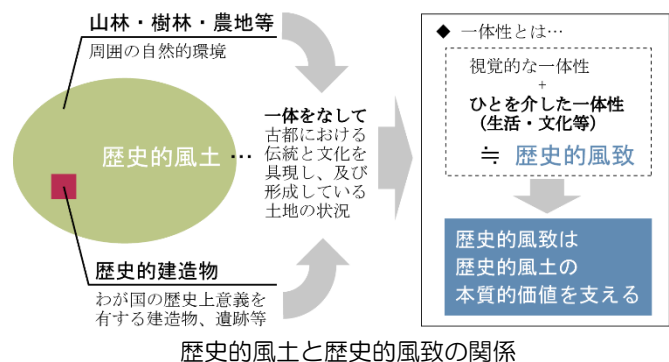 山林・樹林・農地等
周囲の自然的環境
歴史的風土
…
一体をなして
古都における
伝統と文化を
具現し、及び
形成している
土地の状況
歴史的建造物
わが国の歴史上意義を
有する建造物、遺跡等
◆ 一体性とは…
視覚的な一体性
+
ひとを介した一体性
（生活・文化等）
≒ 歴史的風致
歴史的風致は
歴史的風土の
本質的価値を支える
歴史的風土と歴史的風致の関係